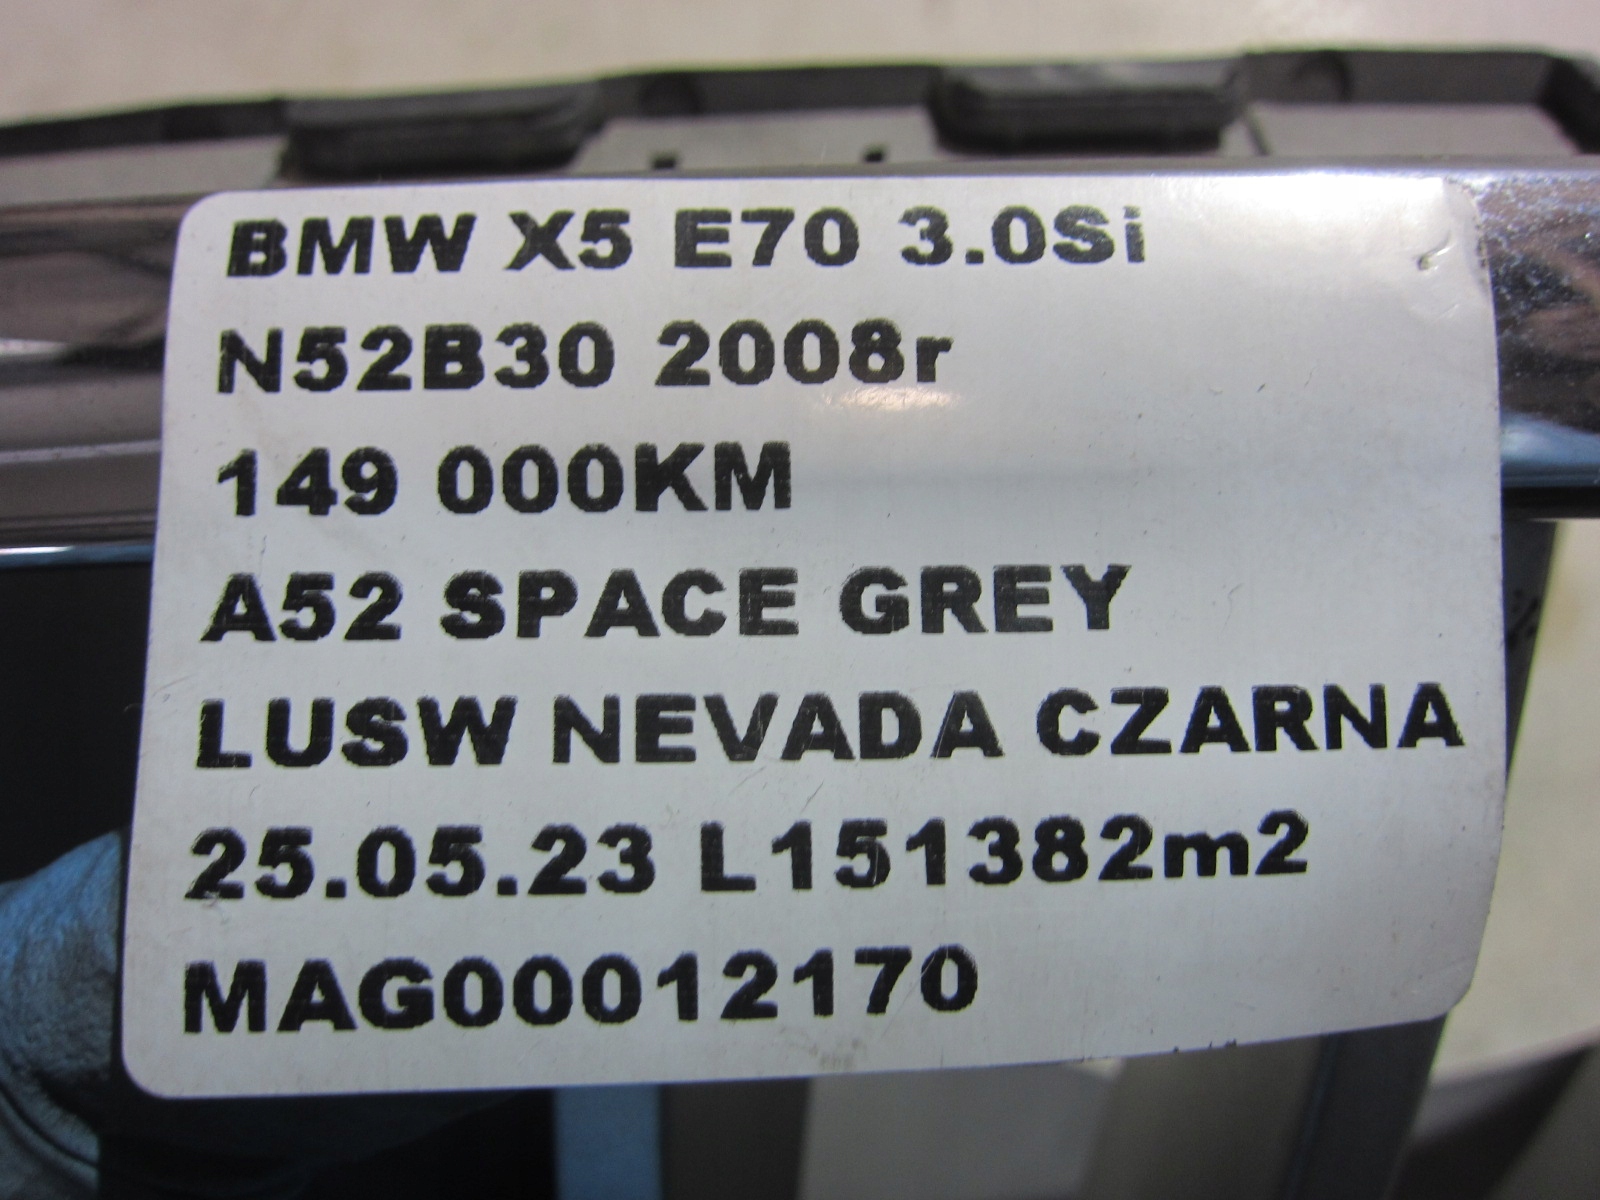 BMW X5 E70 3.0Si
N52B30 2008r
149 000KM
A52 SPACE GREY
LUSW NEVADA CZARNA
25.05.23 L151382m2
MAG00012170